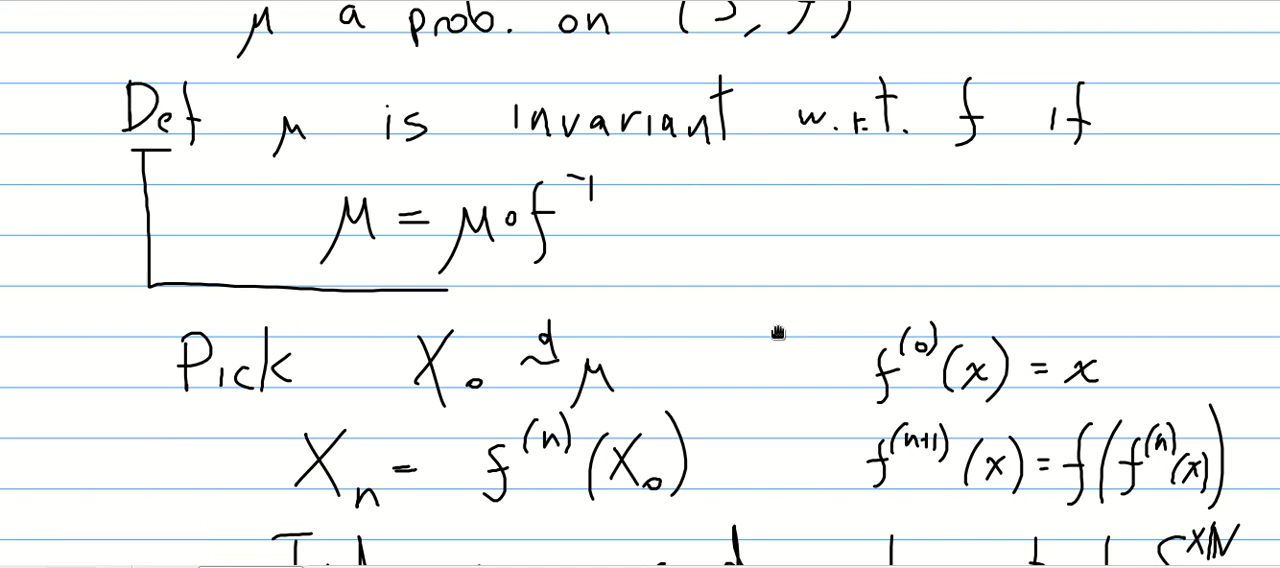 μ a prob. on
Def μ is invariant w.r.t. f if
μ = μ∘f⁻¹
Pick X₀ ~ᵈ μ f⁽⁰⁾(x) = x
Xₙ = f⁽ⁿ⁾(X₀) f⁽ⁿ⁺¹⁾(x) = f(f⁽ⁿ⁾(x))